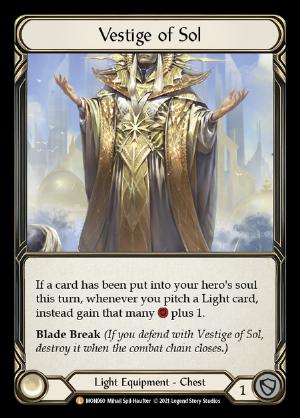 Vestige of Sol
If a card has been put into your hero's soul
this turn, whenever you pitch a Light card,
instead gain that many plus 1.
Blade Break (If you defend with Vestige of Sol,
destroy it when the combat chain closes.)
Light Equipment - Chest
1
L MON060 Mihail Spil-Haufter © 2021 Legend Story Studios